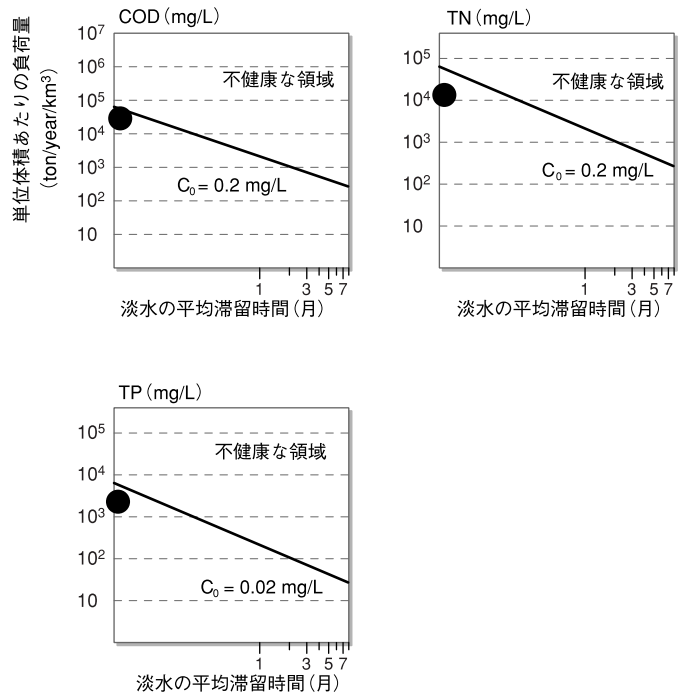 COD（mg/L）
単位体積あたりの負荷量
（ton/year/km³）
10⁷
10⁶
10⁵
10⁴
10³
10²
10
不健康な領域
C₀ = 0.2 mg/L
1 3 5 7
淡水の平均滞留時間（月）
TN（mg/L）
10⁵
10⁴
10³
10²
10
不健康な領域
C₀ = 0.2 mg/L
1 3 5 7
淡水の平均滞留時間（月）
TP（mg/L）
10⁵
10⁴
10³
10²
10
不健康な領域
C₀ = 0.02 mg/L
1 3 5 7
淡水の平均滞留時間（月）